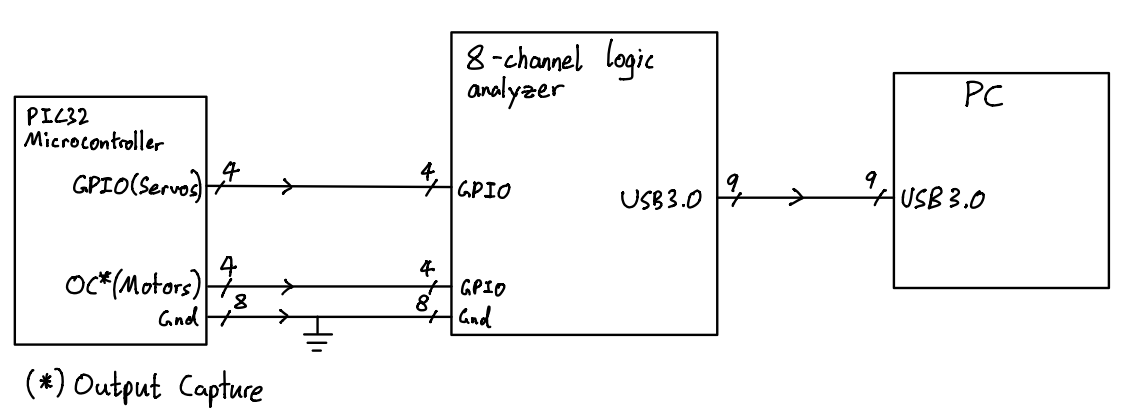 PIC32
Microcontroller
GPIO(Servos)
4
4
GPIO
OC*(Motors)
4
4
GPIO
Gnd
8
8
Gnd
8-channel logic
analyzer
USB3.0
9
9
USB3.0
PC
(*) Output Capture